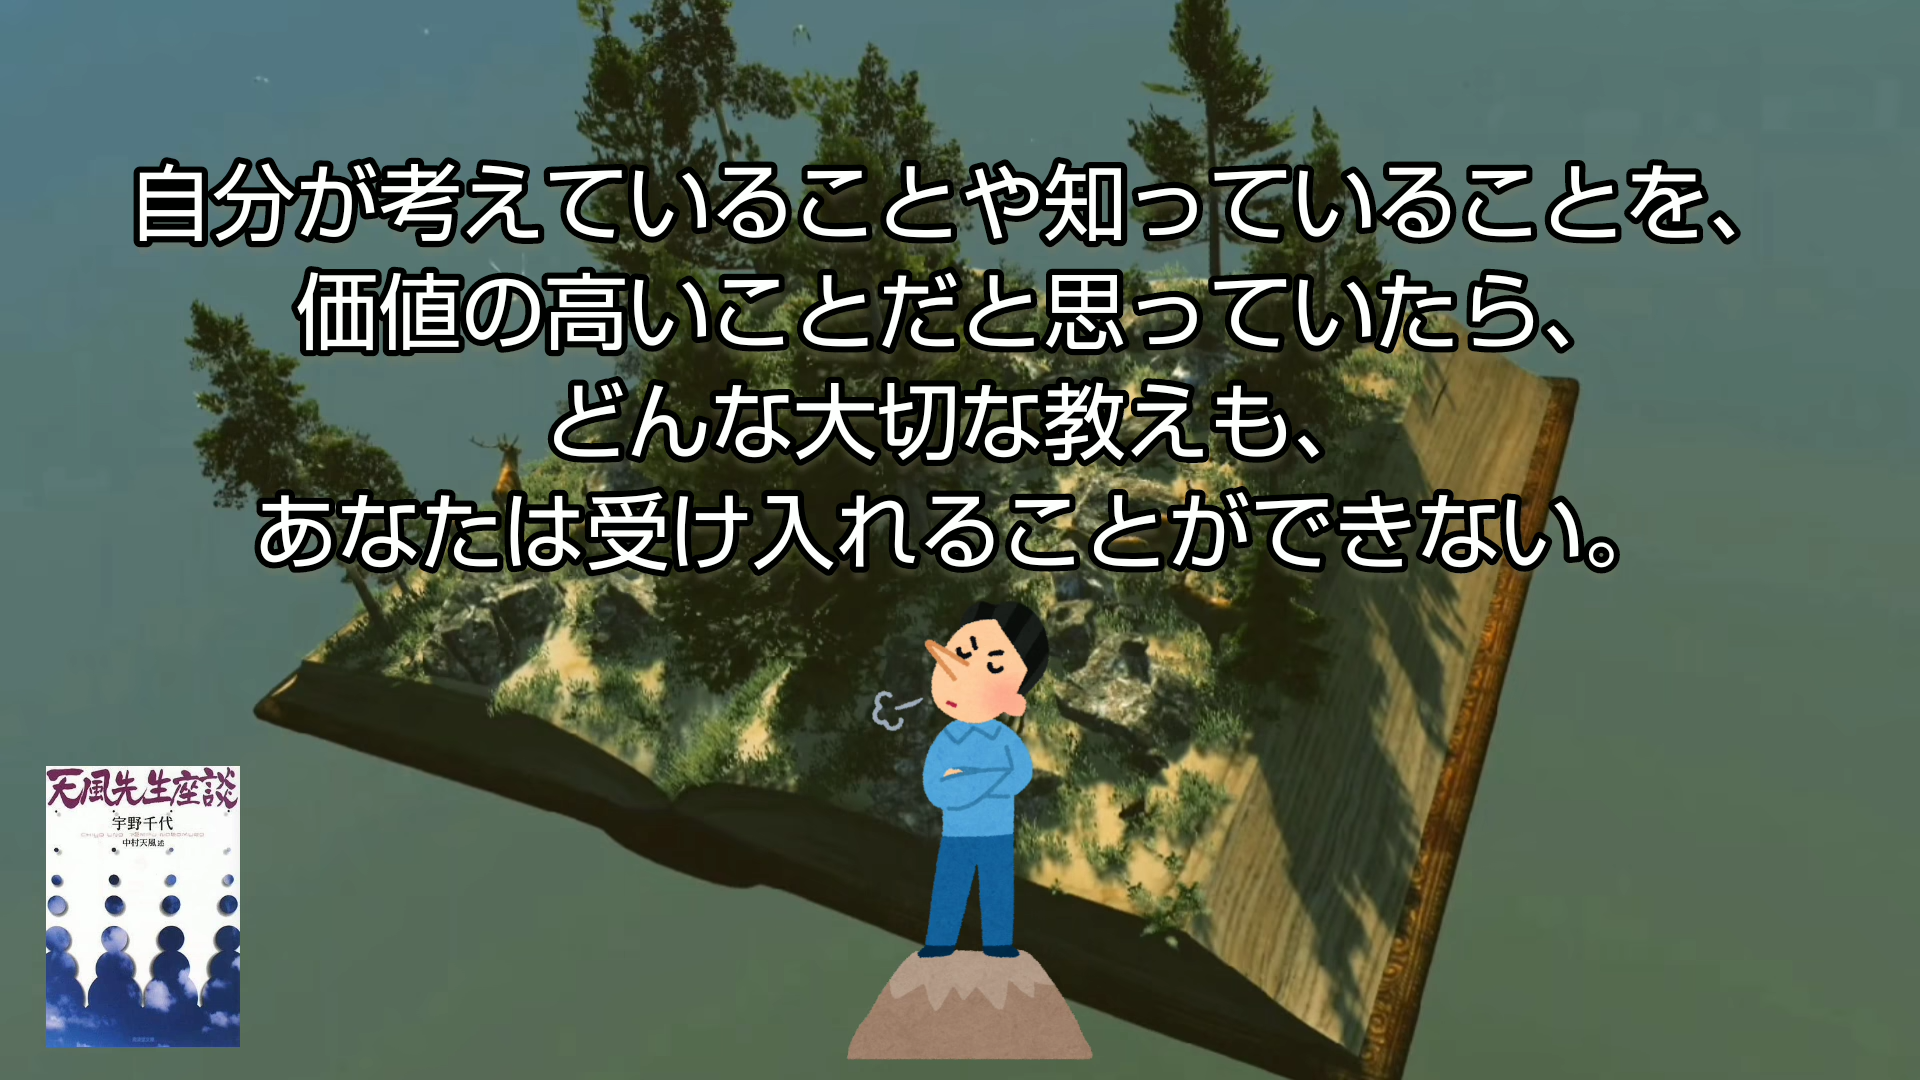 自分が考えていることや知っていることを、
価値の高いことだと思っていたら、
どんな大切な教えも、
あなたは受け入れることができない。
天風先生座談
宇野千代
中村天風述